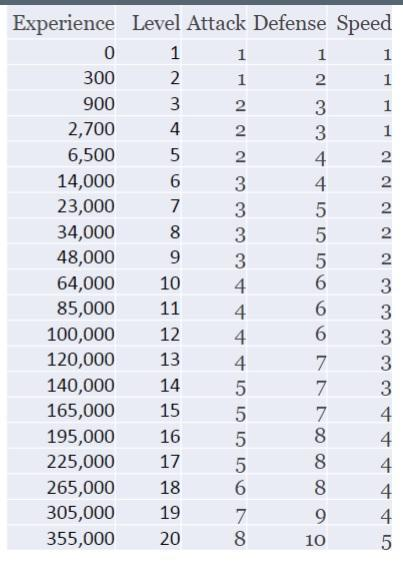 Experience Level Attack Defense Speed
0 1 1 1 1
300 2 1 2 1
900 3 2 3 1
2,700 4 2 3 1
6,500 5 2 4 2
14,000 6 3 4 2
23,000 7 3 5 2
34,000 8 3 5 2
48,000 9 3 5 2
64,000 10 4 6 3
85,000 11 4 6 3
100,000 12 4 6 3
120,000 13 4 7 3
140,000 14 5 7 3
165,000 15 5 7 4
195,000 16 5 8 4
225,000 17 5 8 4
265,000 18 6 8 4
305,000 19 7 9 4
355,000 20 8 10 5